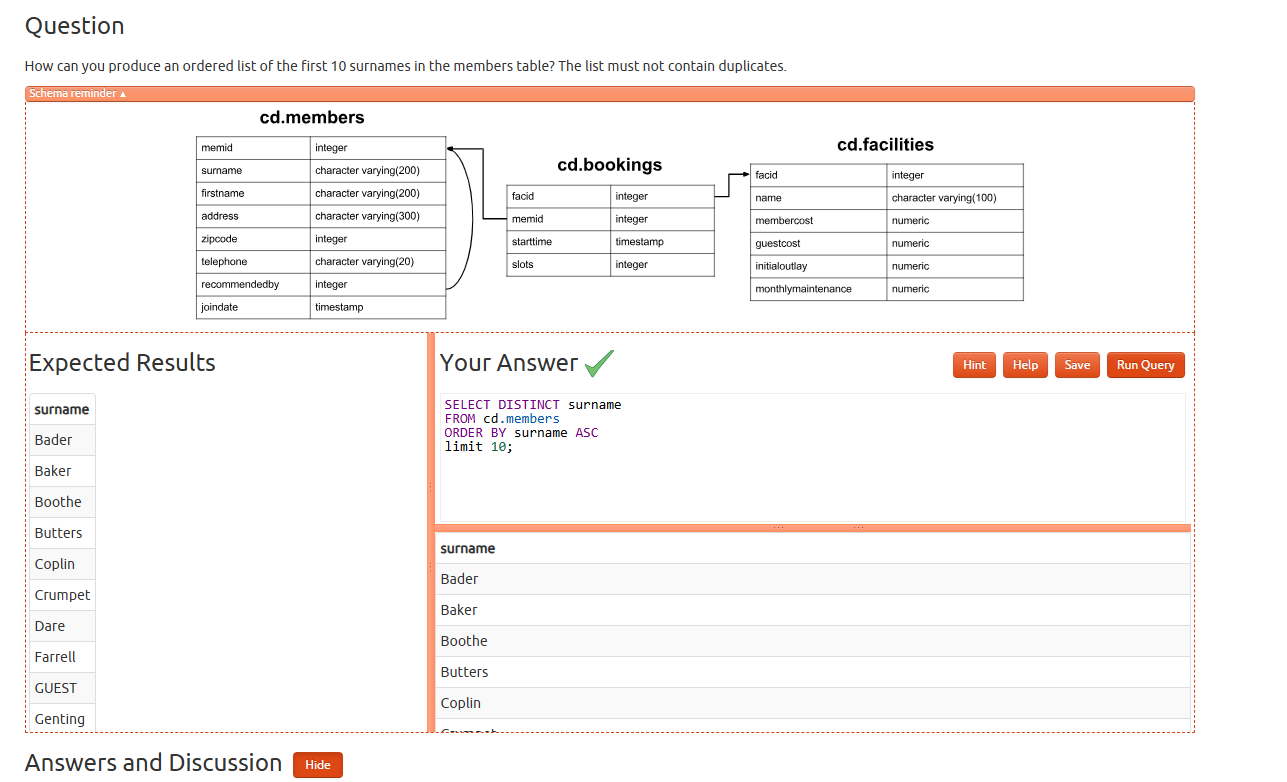 Question
How can you produce an ordered list of the first 10 surnames in the members table? The list must not contain duplicates.
Schema reminder ▲
cd.members
memid integer
surname character varying(200)
firstname character varying(200)
address character varying(300)
zipcode integer
telephone character varying(20)
recommendedby integer
joindate timestamp
cd.bookings
facid integer
memid integer
starttime timestamp
slots integer
cd.facilities
facid integer
name character varying(100)
membercost numeric
guestcost numeric
initialoutlay numeric
monthlymaintenance numeric
Expected Results
surname
Bader
Baker
Boothe
Butters
Coplin
Crumpet
Dare
Farrell
GUEST
Genting
Your Answer
Hint Help Save Run Query
SELECT DISTINCT surname
FROM cd.members
ORDER BY surname ASC
limit 10;
surname
Bader
Baker
Boothe
Butters
Coplin
Answers and Discussion Hide